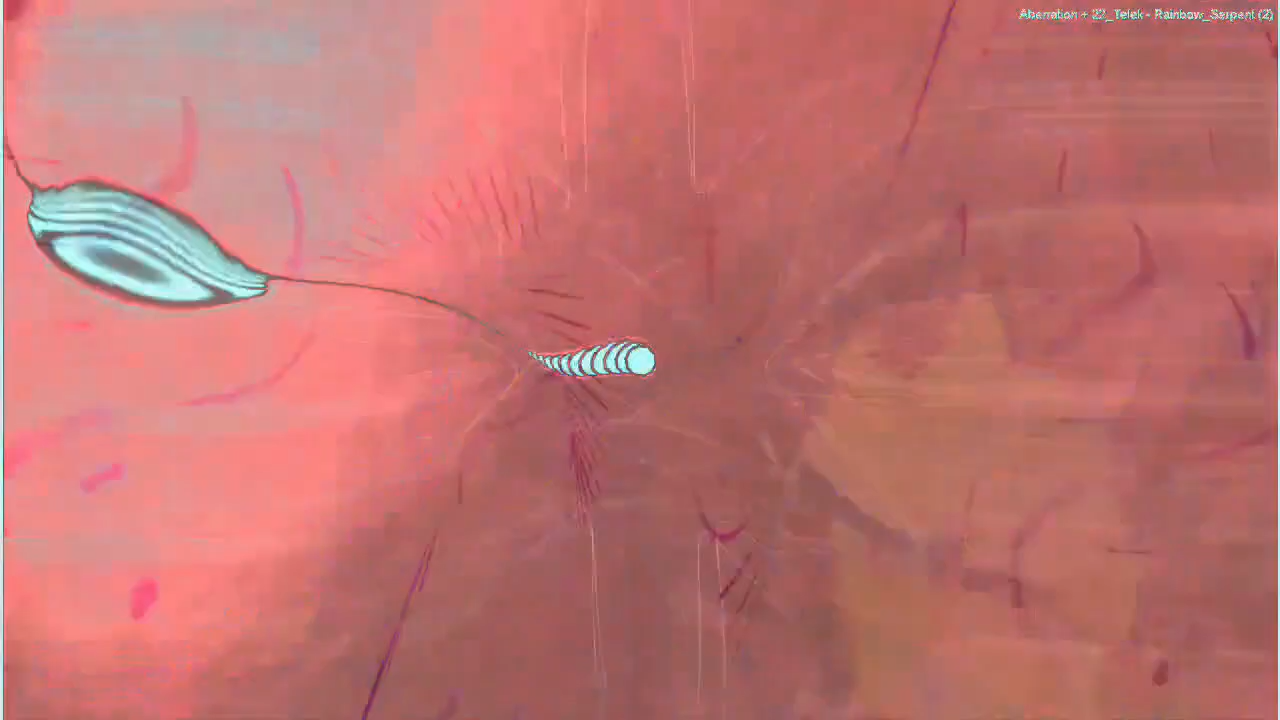 Aberration + 22_Telek - Rainbow_Serpent (2)